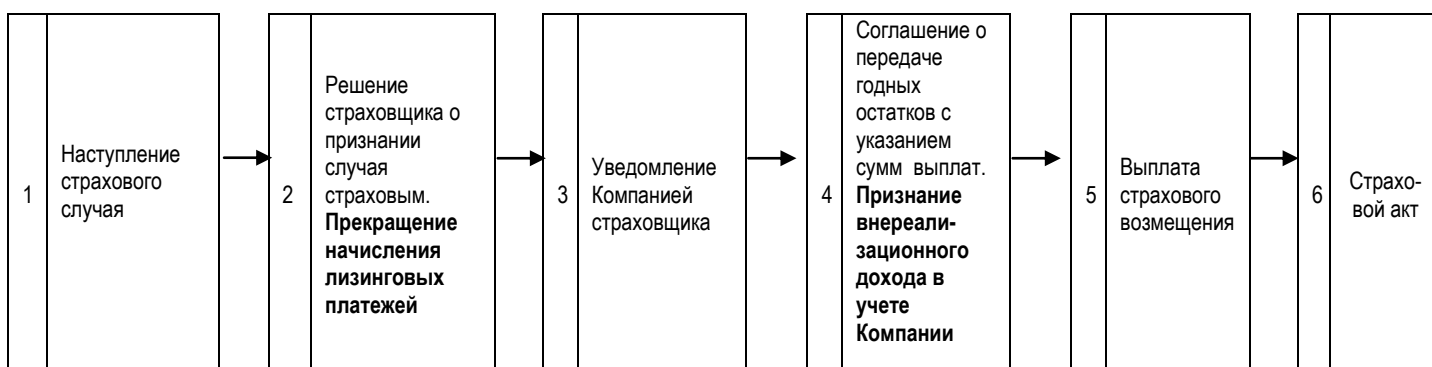 1
Наступление
страхового
случая
2
Решение
страховщика о
признании
случая
страховым.
Прекращение
начисления
лизинговых
платежей
3
Уведомление
Компанией
страховщика
4
Соглашение о
передаче
годных
остатков с
указанием
сумм выплат.
Признание
внереали-
зационного
дохода в
учете
Компании
5
Выплата
страхового
возмещения
6
Страхо-
вой акт